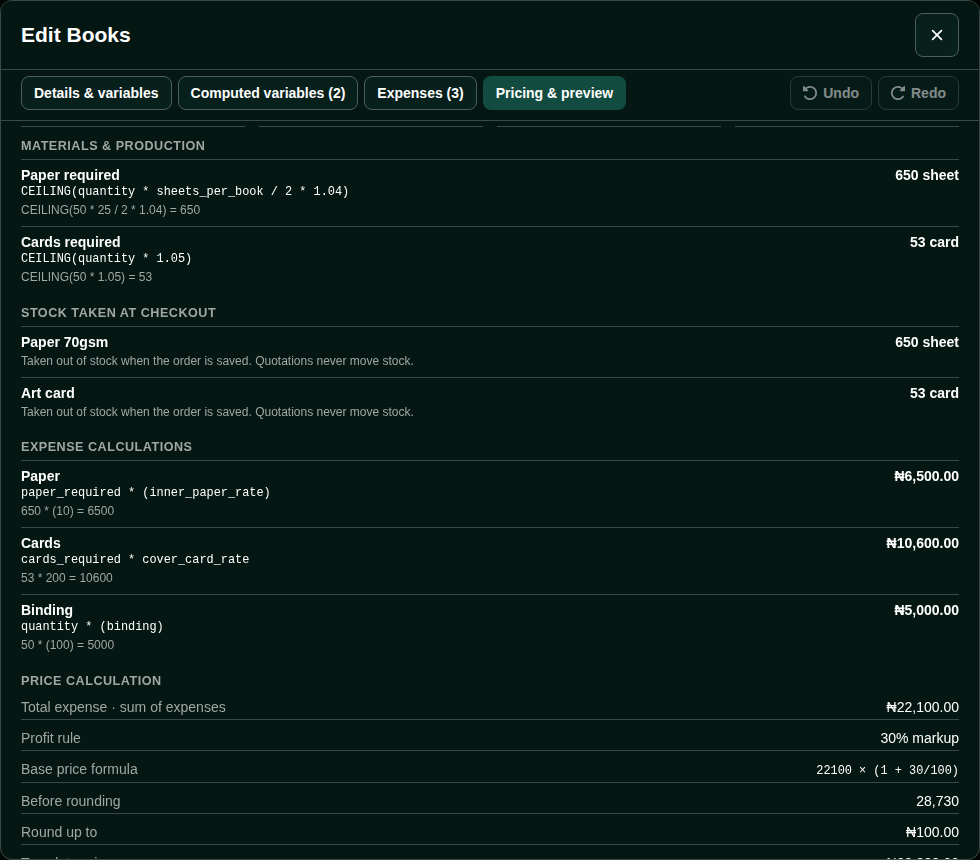 Edit Books
Details & variables
Computed variables (2)
Expenses (3)
Pricing & preview
Undo
Redo
MATERIALS & PRODUCTION
Paper required
650 sheet
CEILING(quantity * sheets_per_book / 2 * 1.04)
CEILING(50 * 25 / 2 * 1.04) = 650
Cards required
53 card
CEILING(quantity * 1.05)
CEILING(50 * 1.05) = 53
STOCK TAKEN AT CHECKOUT
Paper 70gsm
650 sheet
Taken out of stock when the order is saved. Quotations never move stock.
Art card
53 card
Taken out of stock when the order is saved. Quotations never move stock.
EXPENSE CALCULATIONS
Paper
₦6,500.00
paper_required * (inner_paper_rate)
650 * (10) = 6500
Cards
₦10,600.00
cards_required * cover_card_rate
53 * 200 = 10600
Binding
₦5,000.00
quantity * (binding)
50 * (100) = 5000
PRICE CALCULATION
Total expense · sum of expenses
₦22,100.00
Profit rule
30% markup
Base price formula
22100 × (1 + 30/100)
Before rounding
28,730
Round up to
₦100.00